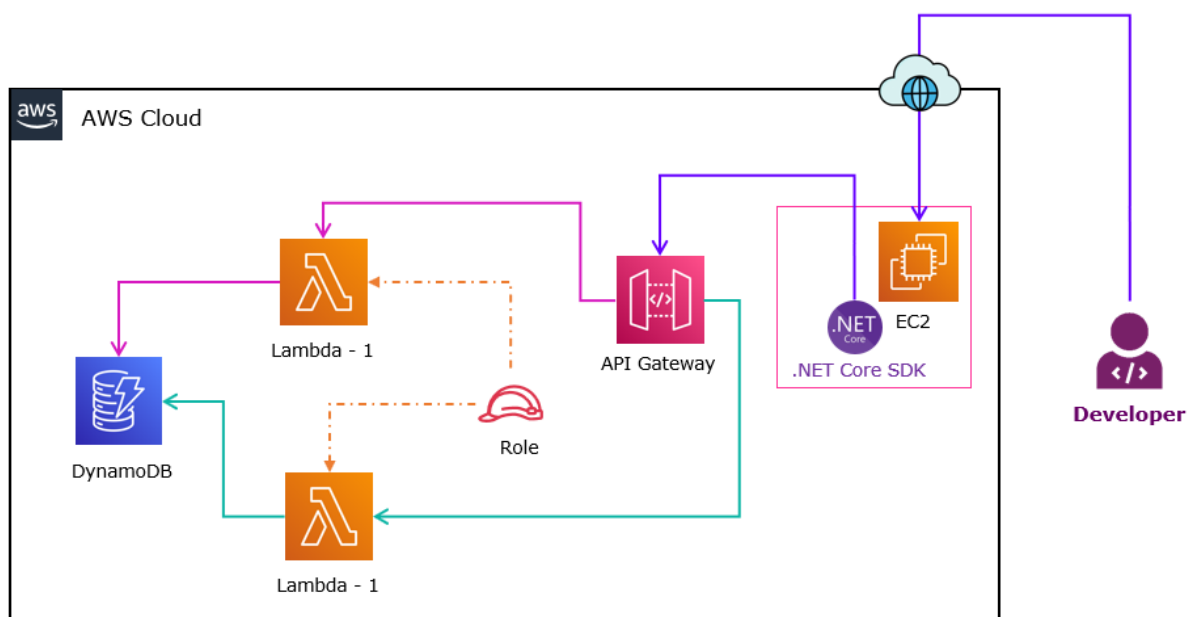 aws
AWS Cloud
Lambda - 1
API Gateway
</>
.NET
Core
EC2
.NET Core SDK
</>
Developer
Role
DynamoDB
Lambda - 1